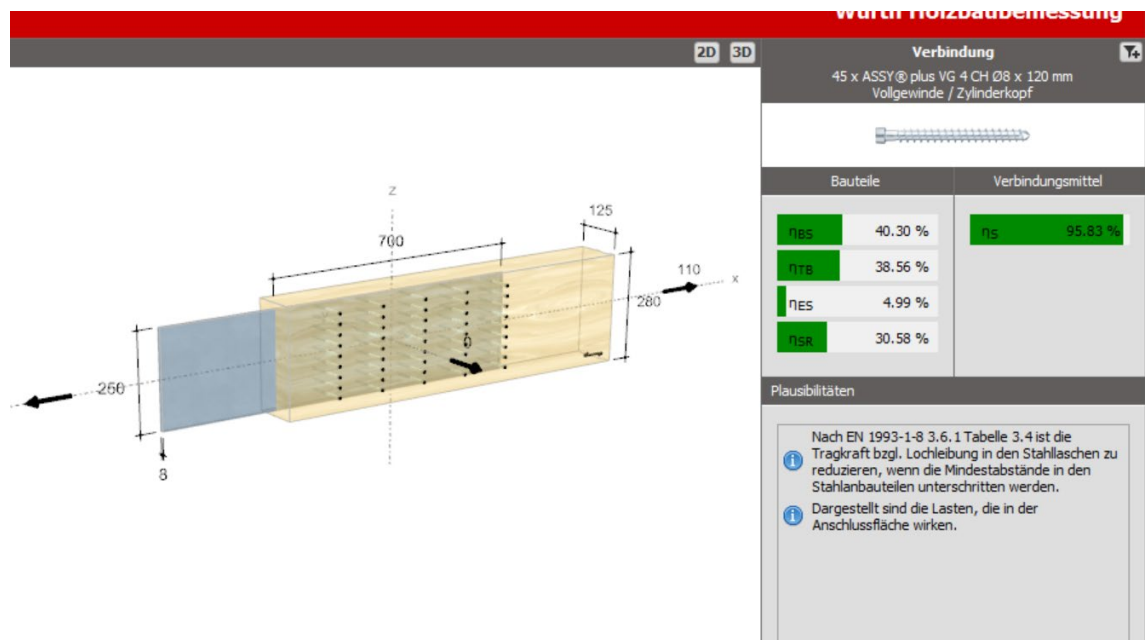 Würth Holzbaubemessung
2D 3D
Verbindung
45 x ASSY® plus VG 4 CH Ø8 x 120 mm
Vollgewinde / Zylinderkopf
Bauteile
Verbindungsmittel
ηBS 40.30 %
ηTB 38.56 %
ηES 4.99 %
ηSR 30.58 %
ηS 95.83 %
Plausibilitäten
Nach EN 1993-1-8 3.6.1 Tabelle 3.4 ist die
Tragkraft bzgl. Lochleibung in den Stahllaschen zu
reduzieren, wenn die Mindestabstände in den
Stahlanbauteilen unterschritten werden.
Dargestellt sind die Lasten, die in der
Anschlussfläche wirken.
z
125
700
110
x
280
0
8